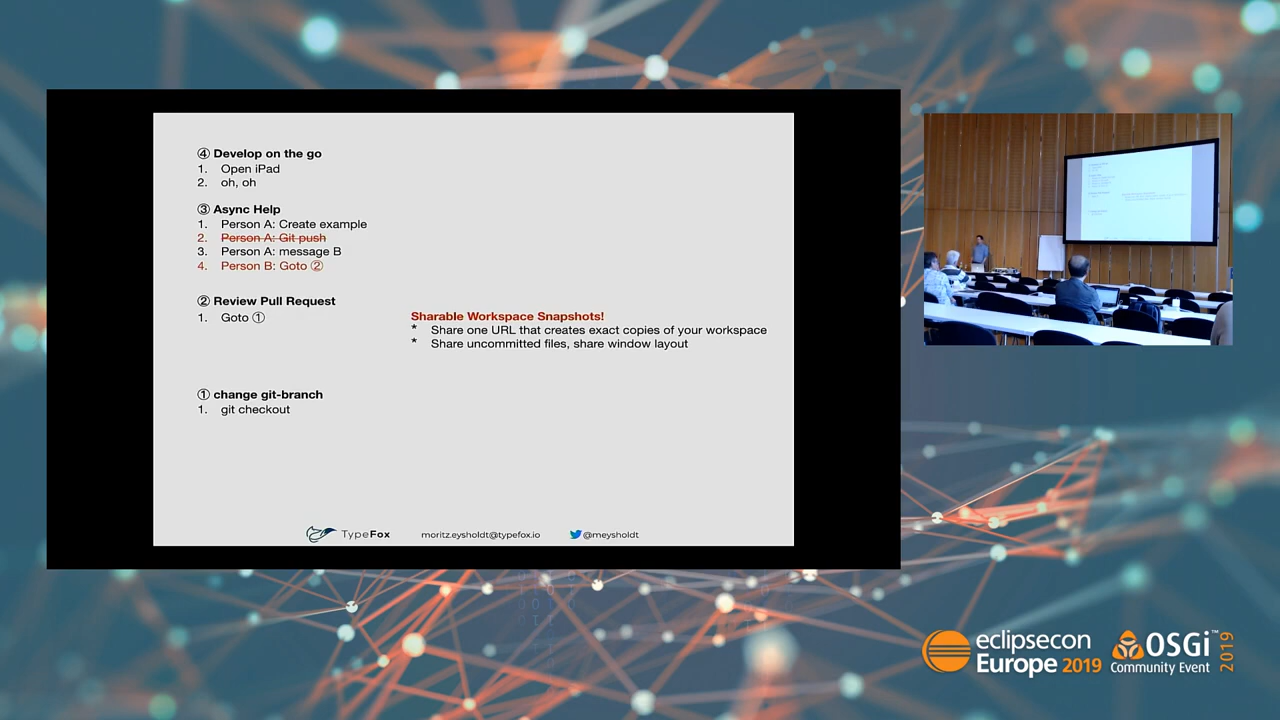 ④ Develop on the go
1. Open iPad
2. oh, oh
③ Async Help
1. Person A: Create example
2. Person A: Git push
3. Person A: message B
4. Person B: Goto ②
② Review Pull Request
1. Goto ①
Sharable Workspace Snapshots!
* Share one URL that creates exact copies of your workspace
* Share uncommitted files, share window layout
① change git-branch
1. git checkout
TypeFox moritz.eysholdt@typefox.io @meysholdt
eclipsecon
Europe 2019
OSGi™
Community Event
2019